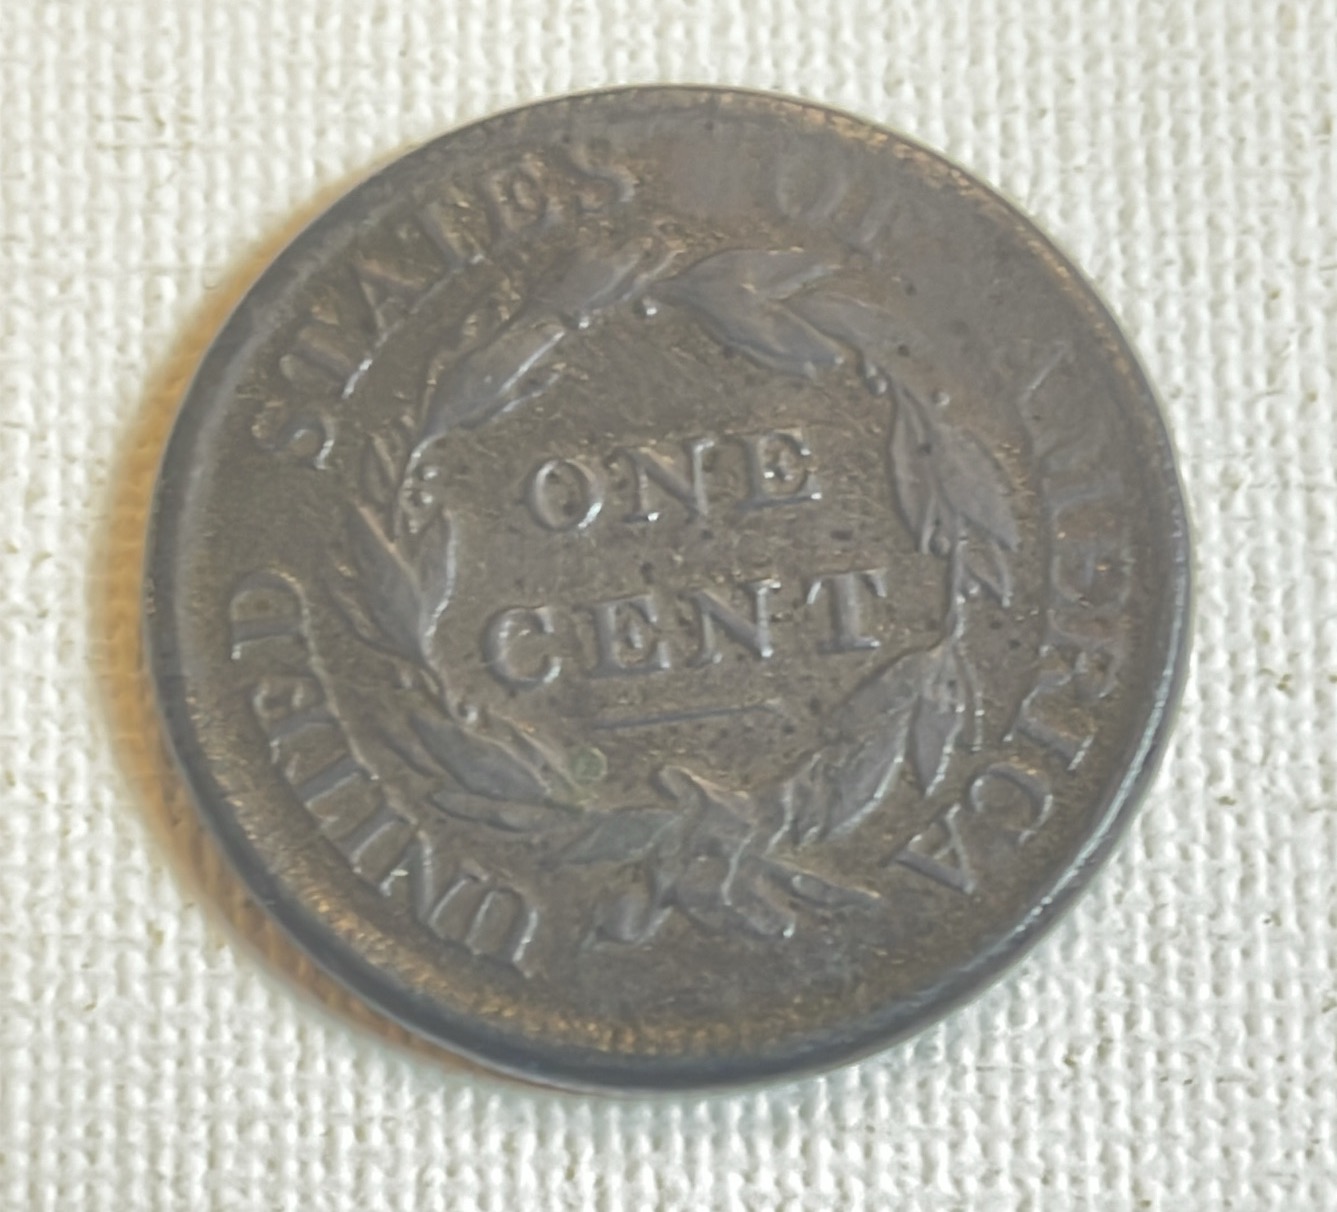 UNITED STATES OF AMERICA
ONE
CENT